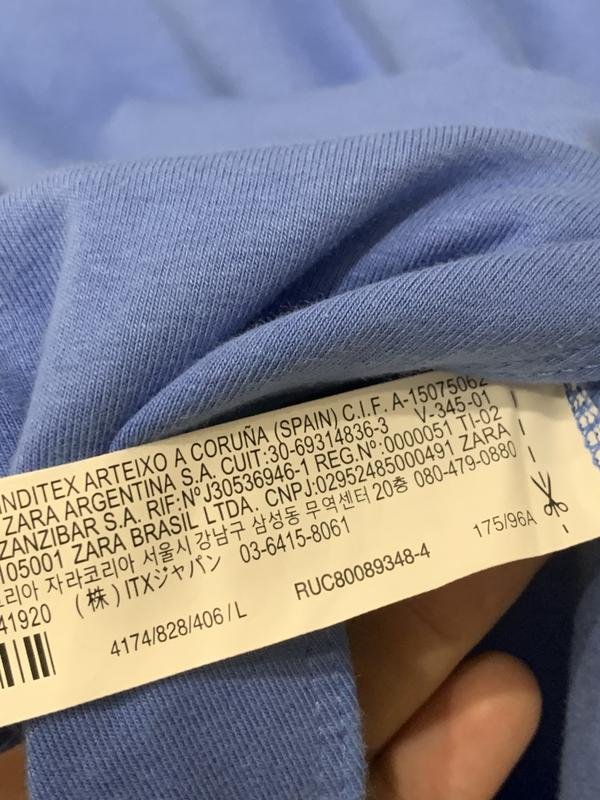 INDITEX ARTEIXO A CORUÑA (SPAIN) C.I.F. A-15075062
ZARA ARGENTINA S.A. CUIT:30-69314836-3 V-345-01
ZANZIBAR S.A. RIF:NºJ30536946-1 REG.Nº:0000051 TI-02
105001 ZARA BRASIL LTDA. CNPJ:02952485000491 ZARA
리아 자라코리아 서울시 강남구 삼성동 무역센터 20층 080-479-0880
41920 (株) ITXジャパン 03-6415-8061
4174/828/406 / L RUC80089348-4 175/96A